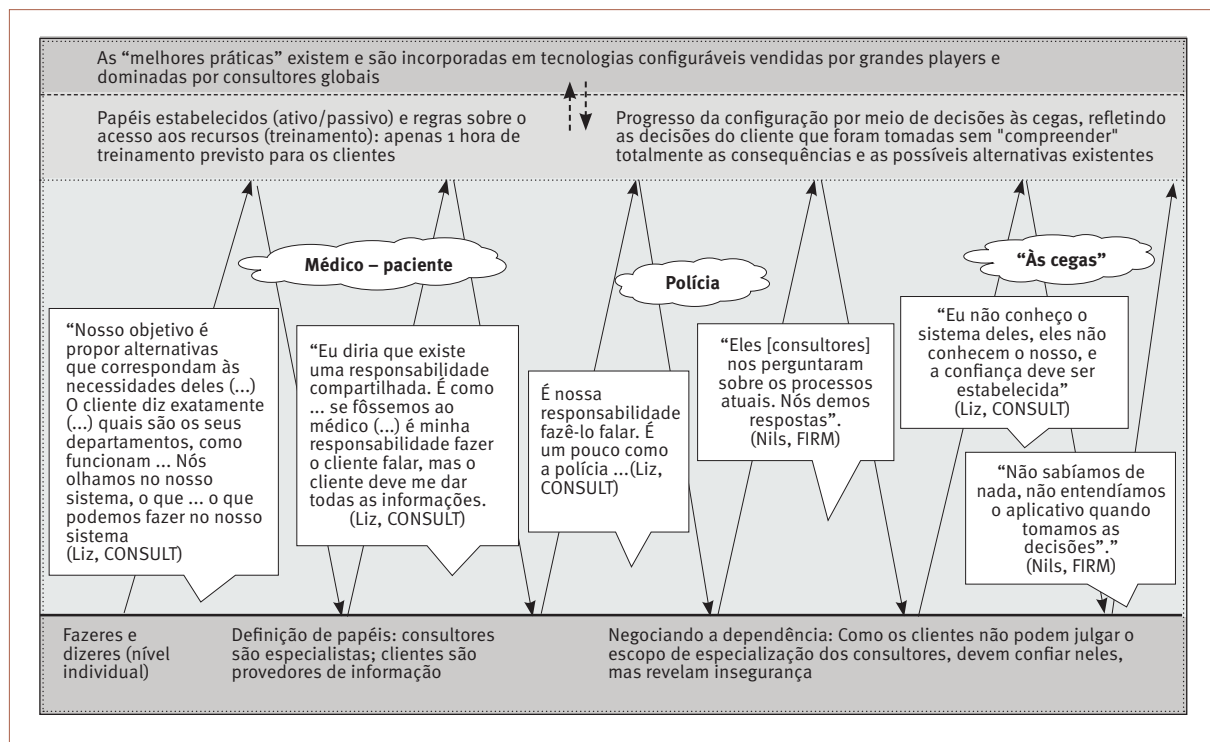 As “melhores práticas” existem e são incorporadas em tecnologias configuráveis vendidas por grandes players e
dominadas por consultores globais
Papéis estabelecidos (ativo/passivo) e regras sobre o
acesso aos recursos (treinamento): apenas 1 hora de
treinamento previsto para os clientes
Progresso da configuração por meio de decisões às cegas, refletindo
as decisões do cliente que foram tomadas sem "compreender"
totalmente as consequências e as possíveis alternativas existentes
Médico – paciente
Polícia
“Às cegas”
“Nosso objetivo é
propor alternativas
que correspondam às
necessidades deles (...)
O cliente diz exatamente
(...) quais são os seus
departamentos, como
funcionam ... Nós
olhamos no nosso
sistema, o que ... o que
podemos fazer no nosso
sistema
(Liz, CONSULT)
“Eu diria que existe
uma responsabilidade
compartilhada. É como
... se fôssemos ao
médico (...) é minha
responsabilidade fazer
o cliente falar, mas o
cliente deve me dar
todas as informações.
(Liz, CONSULT)
É nossa
responsabilidade
fazê-lo falar. É
um pouco como
a polícia ...(Liz,
CONSULT)
“Eles [consultores]
nos perguntaram
sobre os processos
atuais. Nós demos
respostas”.
(Nils, FIRM)
“Eu não conheço o
sistema deles, eles não
conhecem o nosso, e
a confiança deve ser
estabelecida”
(Liz, CONSULT)
“Não sabíamos de
nada, não entendíamos
o aplicativo quando
tomamos as
decisões”.”
(Nils, FIRM)
Fazeres e
dizeres (nível
individual)
Definição de papéis: consultores
são especialistas; clientes são
provedores de informação
Negociando a dependência: Como os clientes não podem julgar o
escopo de especialização dos consultores, devem confiar neles,
mas revelam insegurança